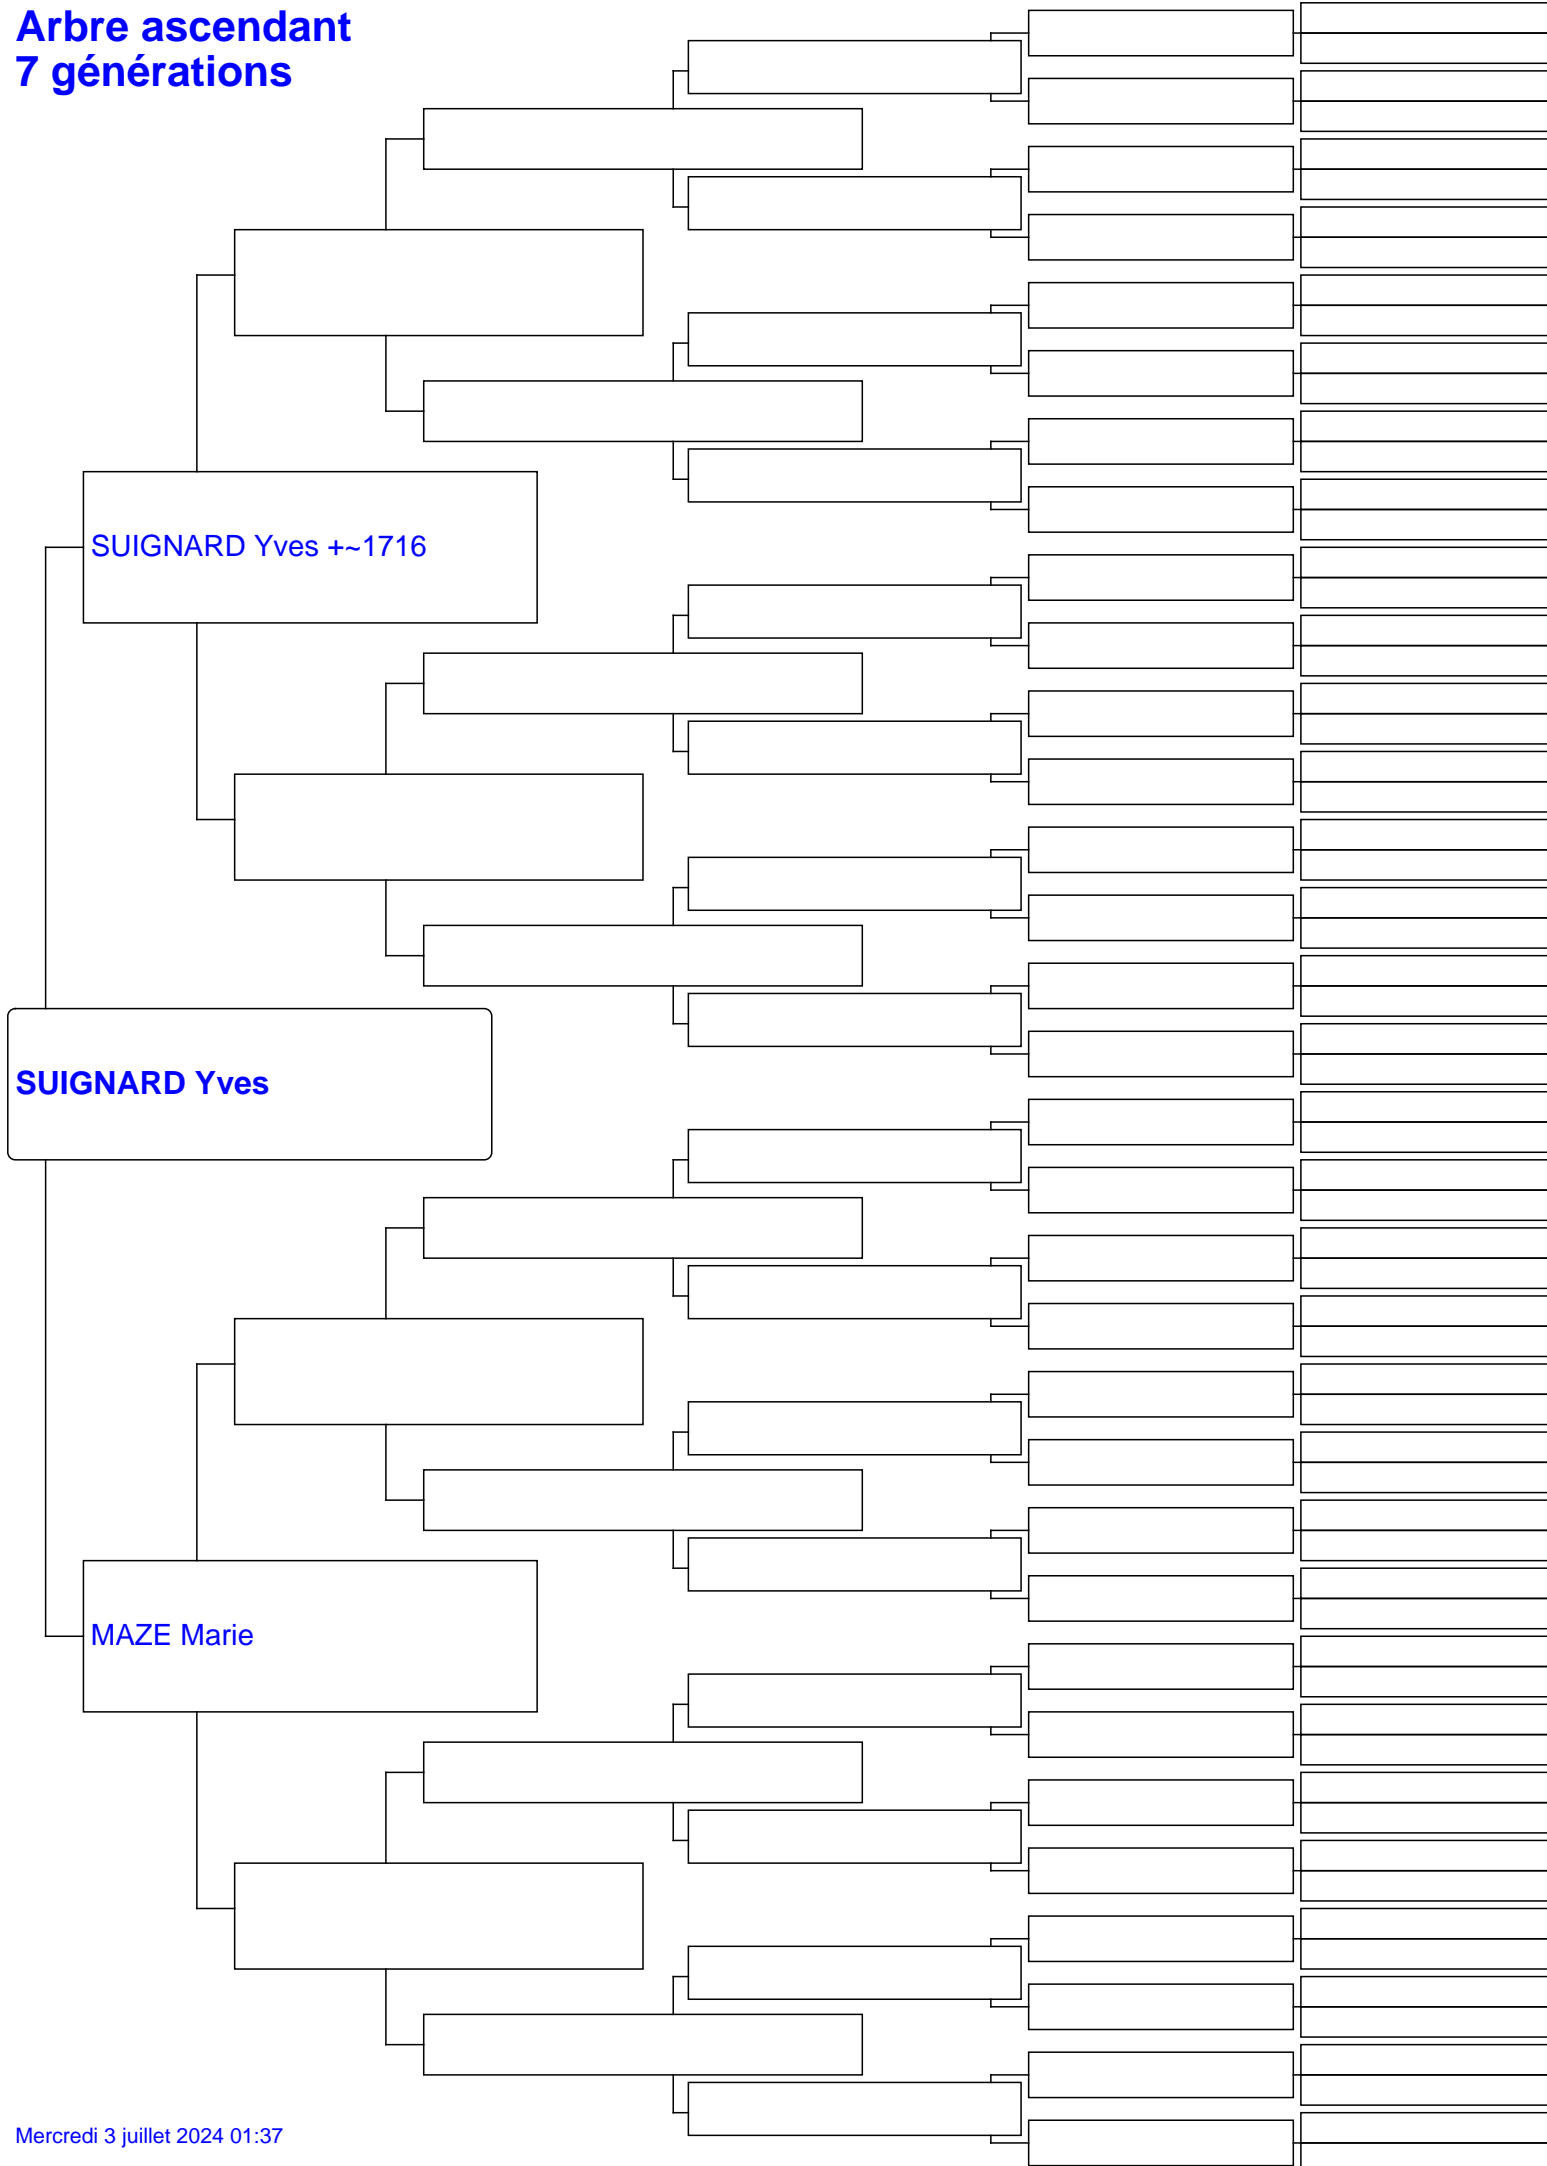 Arbre ascendant
7 générations
SUIGNARD Yves +~1716
SUIGNARD Yves
MAZE Marie
Mercredi 3 juillet 2024 01:37